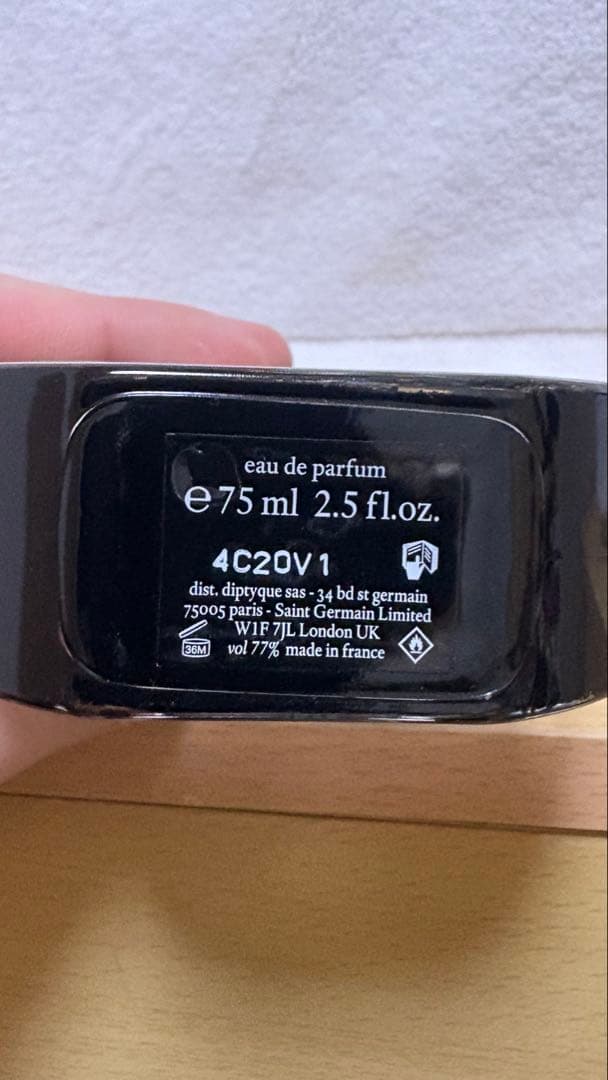 eau de parfum
℮ 75 ml 2.5 fl.oz.
4C20V1
dist. diptyque sas - 34 bd st germain
75005 paris - Saint Germain Limited
W1F 7JL London UK
36M vol 77% made in france